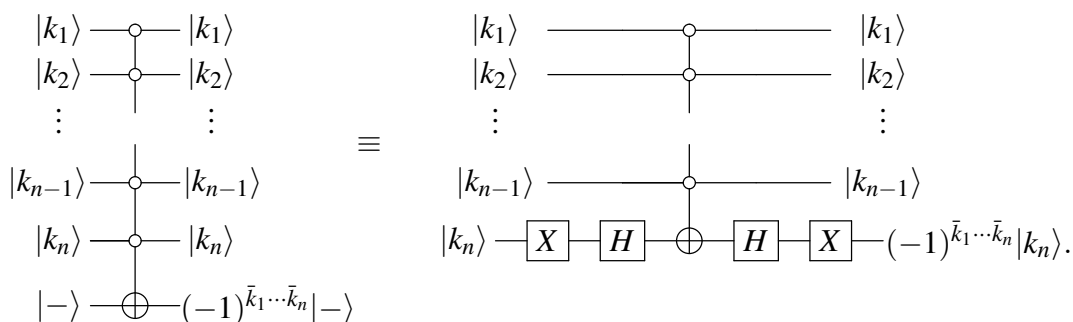 |k₁⟩ |k₁⟩ |k₁⟩ |k₁⟩
|k₂⟩ |k₂⟩ |k₂⟩ |k₂⟩
⋮ ⋮ ≡ ⋮ ⋮
|kₙ₋₁⟩ |kₙ₋₁⟩ |kₙ₋₁⟩ |kₙ₋₁⟩
|kₙ⟩ |kₙ⟩ |kₙ⟩ X H H X (−1)^{k̄₁⋯k̄ₙ}|kₙ⟩.
|−⟩ (−1)^{k̄₁⋯k̄ₙ}|−⟩